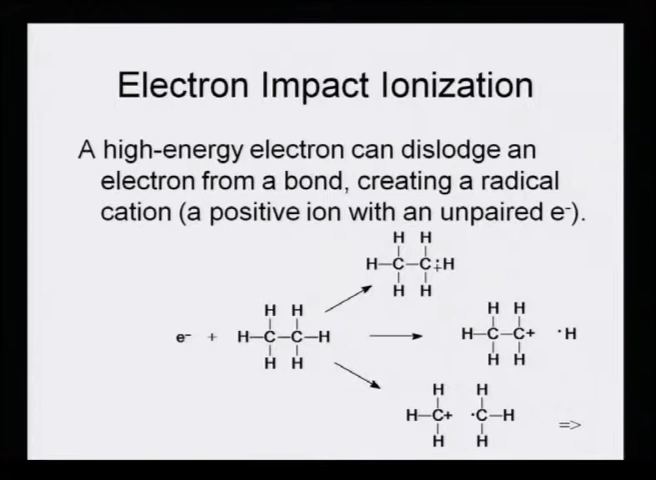 Electron Impact Ionization
A high-energy electron can dislodge an
electron from a bond, creating a radical
cation (a positive ion with an unpaired e-).
H H
H–C–C‡H
H H
e- + H–C–C–H
H H
H H
H H
H–C–C+ ·H
H H
H H
H–C+ ·C–H
H H
=>